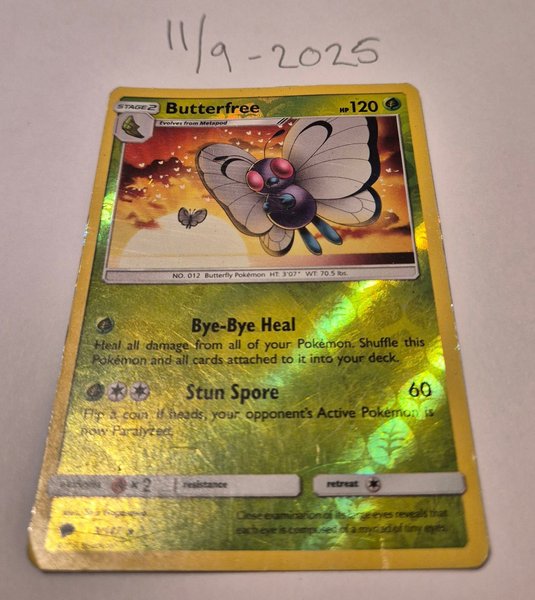 11/9-2025
STAGE 2 Butterfree HP 120
Evolves from Metapod
NO. 012 Butterfly Pokémon HT: 3'07" WT: 70.5 lbs.
Bye-Bye Heal
Heal all damage from all of your Pokémon. Shuffle this
Pokémon and all cards attached to it into your deck.
Stun Spore 60
Flip a coin. If heads, your opponent's Active Pokémon is
now Paralyzed.
× 2 resistance retreat
Close examination of its large eyes reveals that
each eye is composed of a myriad of tiny eyes.